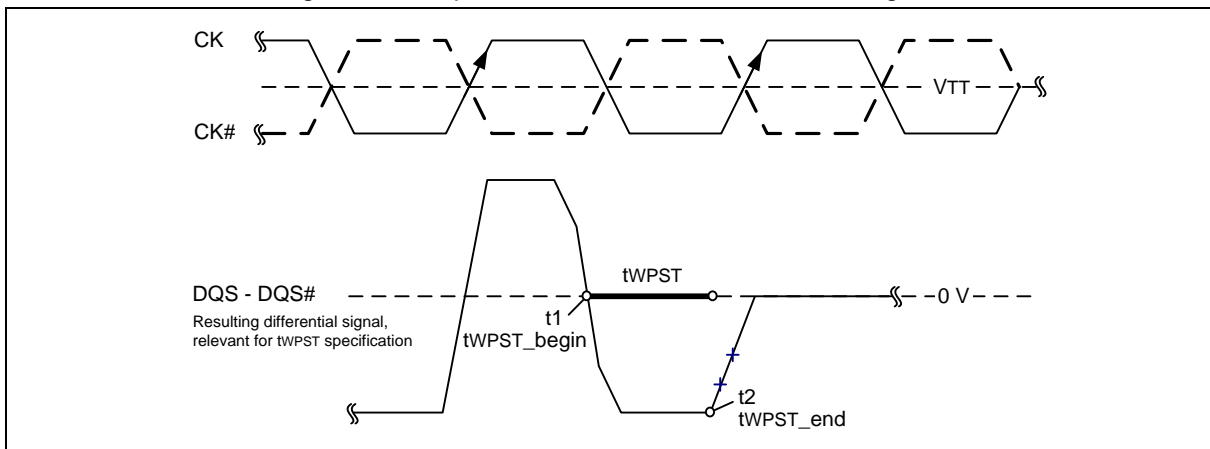 CK
VTT
CK#
tWPST
DQS - DQS#
0 V
Resulting differential signal,
relevant for tWPST specification
t1
tWPST_begin
t2
tWPST_end